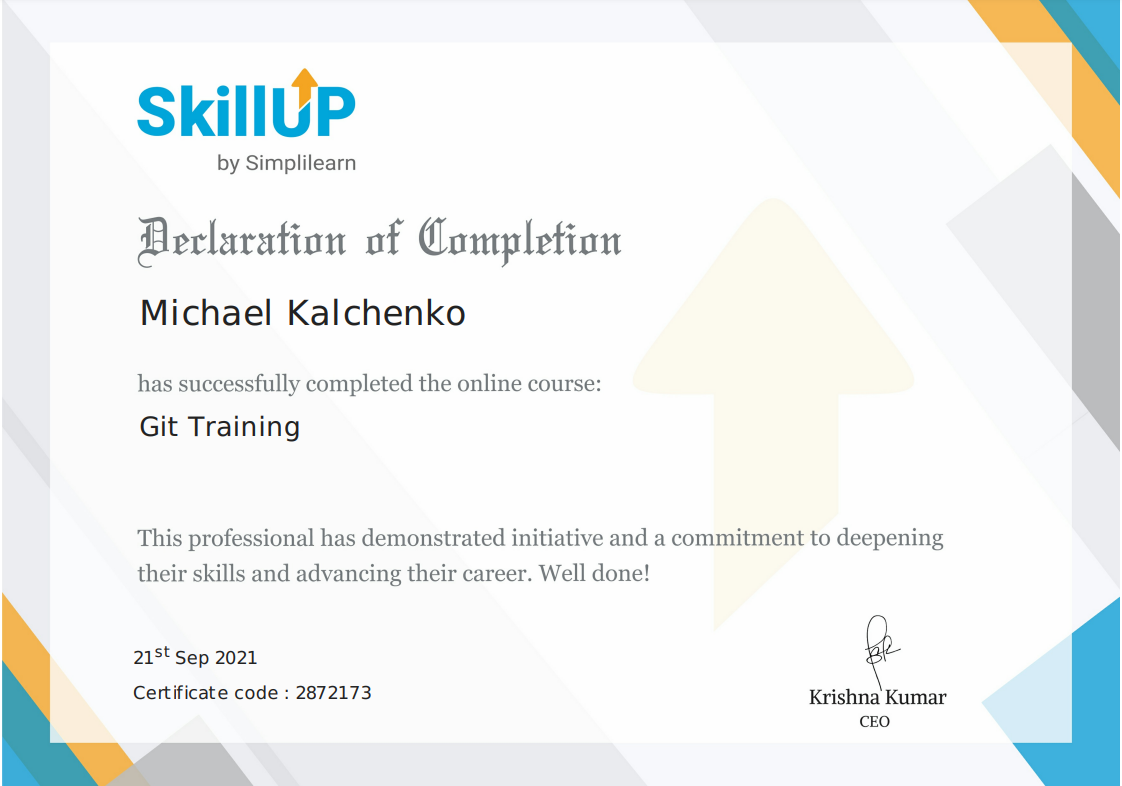 SkillUP
by Simplilearn
Declaration of Completion
Michael Kalchenko
has successfully completed the online course:
Git Training
This professional has demonstrated initiative and a commitment to deepening
their skills and advancing their career. Well done!
21st Sep 2021
Certificate code : 2872173
Krishna Kumar
CEO